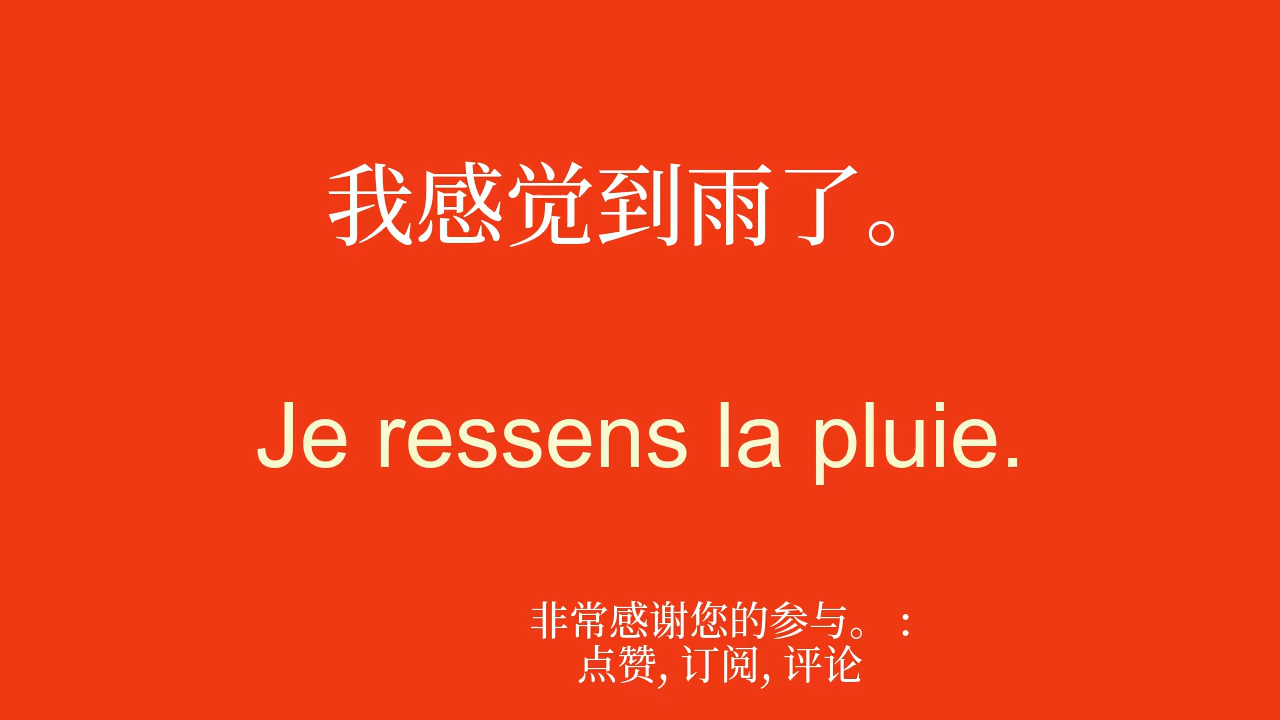 我感觉到雨了。
Je ressens la pluie.
非常感谢您的参与。 :
点赞, 订阅, 评论